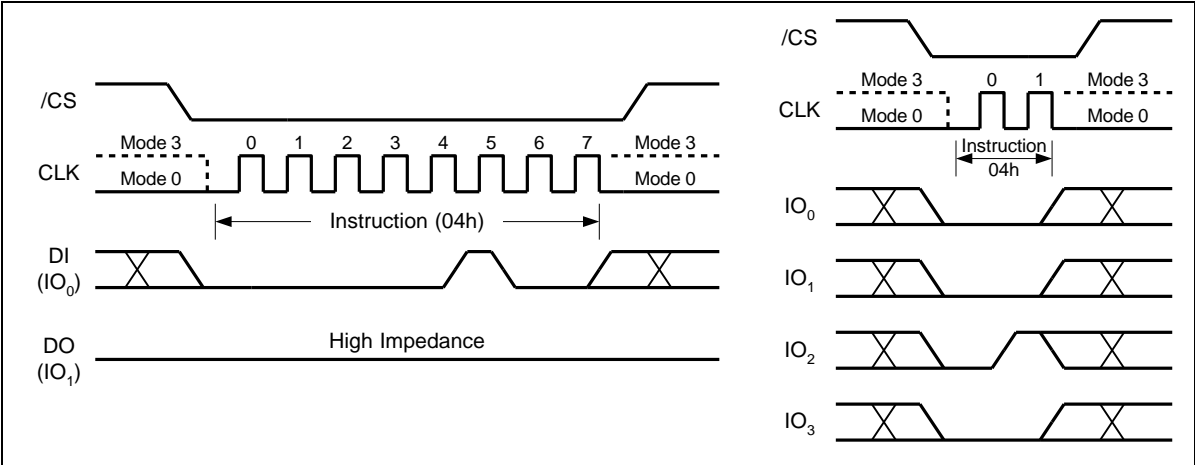 /CS
Mode 3
0 1 2 3 4 5 6 7
Mode 3
CLK
Mode 0
Mode 0
Instruction (04h)
DI
(IO0)
High Impedance
DO
(IO1)
/CS
Mode 3
0 1
Mode 3
CLK
Mode 0
Mode 0
Instruction
04h
IO0
IO1
IO2
IO3